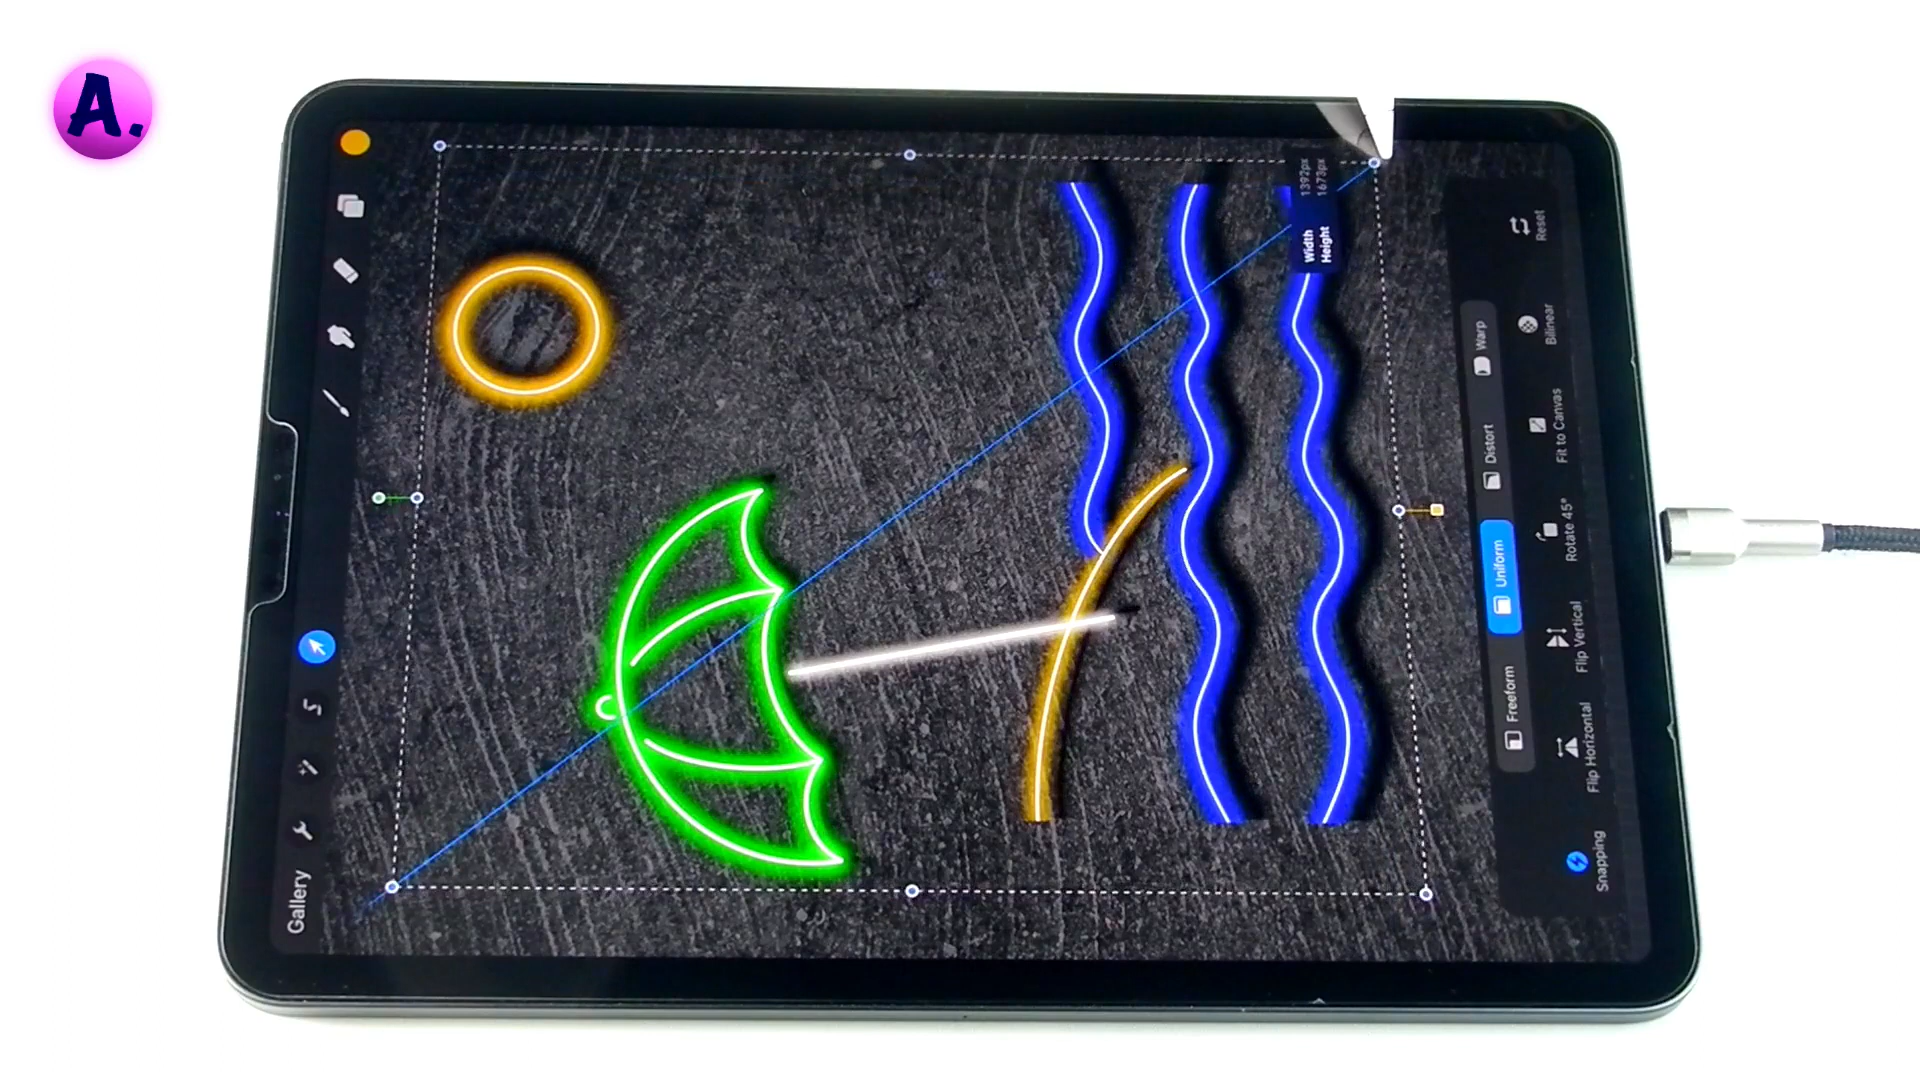 A.
Gallery
Width 1392px
Height 1673px
Freeform
Uniform
Distort
Warp
Snapping
Flip Horizontal
Flip Vertical
Rotate 45°
Fit to Canvas
Bilinear
Reset